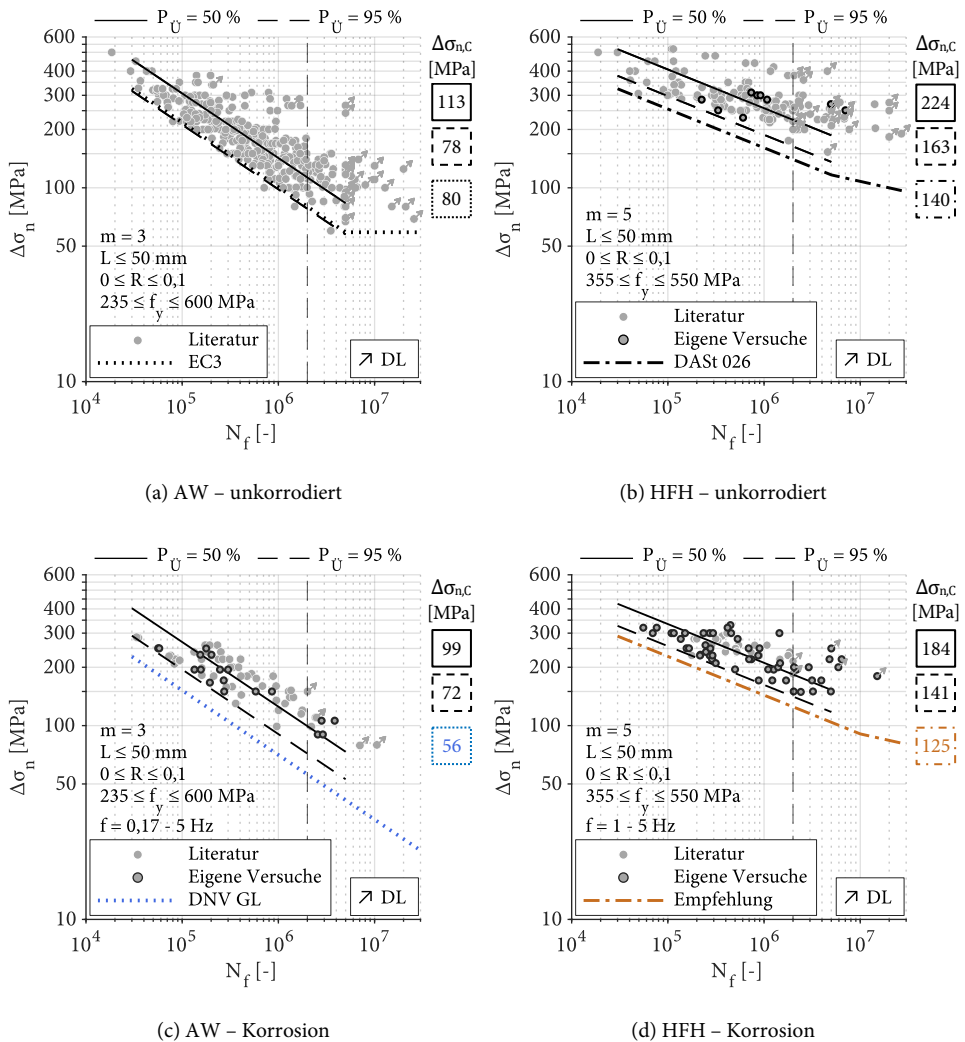 P_Ü = 50 % P_Ü = 95 %
Δσ_n,C
[MPa]
113
78
80
600
400
300
200
100
50
10
Δσ_n [MPa]
m = 3
L ≤ 50 mm
0 ≤ R ≤ 0,1
235 ≤ f_y ≤ 600 MPa
Literatur
EC3
DL
10^4 10^5 10^6 10^7
N_f [-]
(a) AW – unkorrodiert
P_Ü = 50 % P_Ü = 95 %
Δσ_n,C
[MPa]
224
163
140
600
400
300
200
100
50
10
Δσ_n [MPa]
m = 5
L ≤ 50 mm
0 ≤ R ≤ 0,1
355 ≤ f_y ≤ 550 MPa
Literatur
Eigene Versuche
DASt 026
DL
10^4 10^5 10^6 10^7
N_f [-]
(b) HFH – unkorrodiert
P_Ü = 50 % P_Ü = 95 %
Δσ_n,C
[MPa]
99
72
56
600
400
300
200
100
50
10
Δσ_n [MPa]
m = 3
L ≤ 50 mm
0 ≤ R ≤ 0,1
235 ≤ f_y ≤ 600 MPa
f = 0,17 - 5 Hz
Literatur
Eigene Versuche
DNV GL
DL
10^4 10^5 10^6 10^7
N_f [-]
(c) AW – Korrosion
P_Ü = 50 % P_Ü = 95 %
Δσ_n,C
[MPa]
184
141
125
600
400
300
200
100
50
10
Δσ_n [MPa]
m = 5
L ≤ 50 mm
0 ≤ R ≤ 0,1
355 ≤ f_y ≤ 550 MPa
f = 1 - 5 Hz
Literatur
Eigene Versuche
Empfehlung
DL
10^4 10^5 10^6 10^7
N_f [-]
(d) HFH – Korrosion